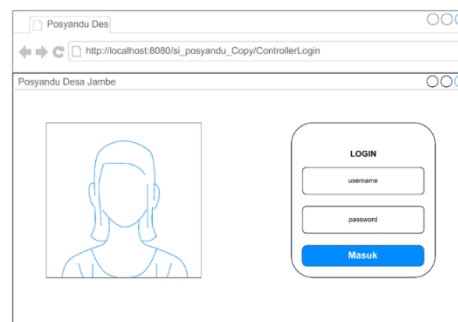 Posyandu Des
http://localhost:8080/si_posyandu_Copy/ControllerLogin
Posyandu Desa Jambe
LOGIN
username
password
Masuk